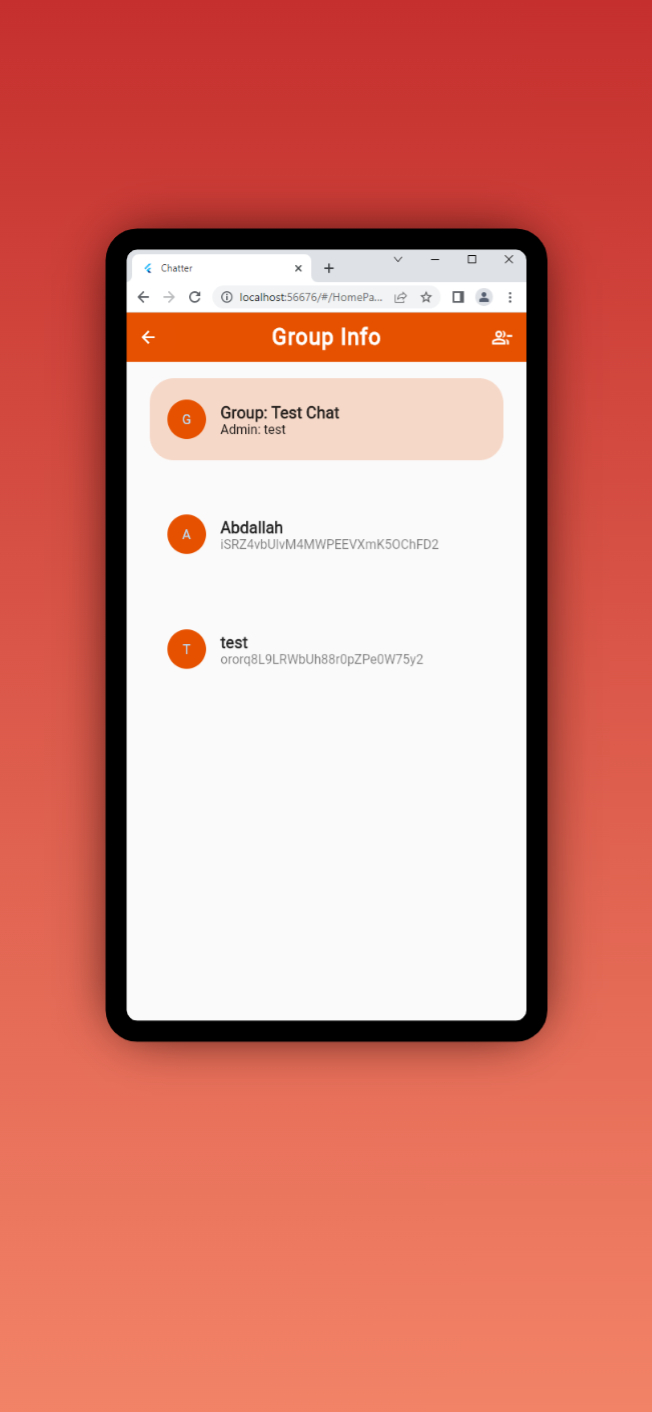 Chatter
localhost:56676/#/HomePa...
Group Info
G
Group: Test Chat
Admin: test
A
Abdallah
iSRZ4vbUlvM4MWPEEVXmK5OChFD2
T
test
ororq8L9LRWbUh88r0pZPe0W75y2